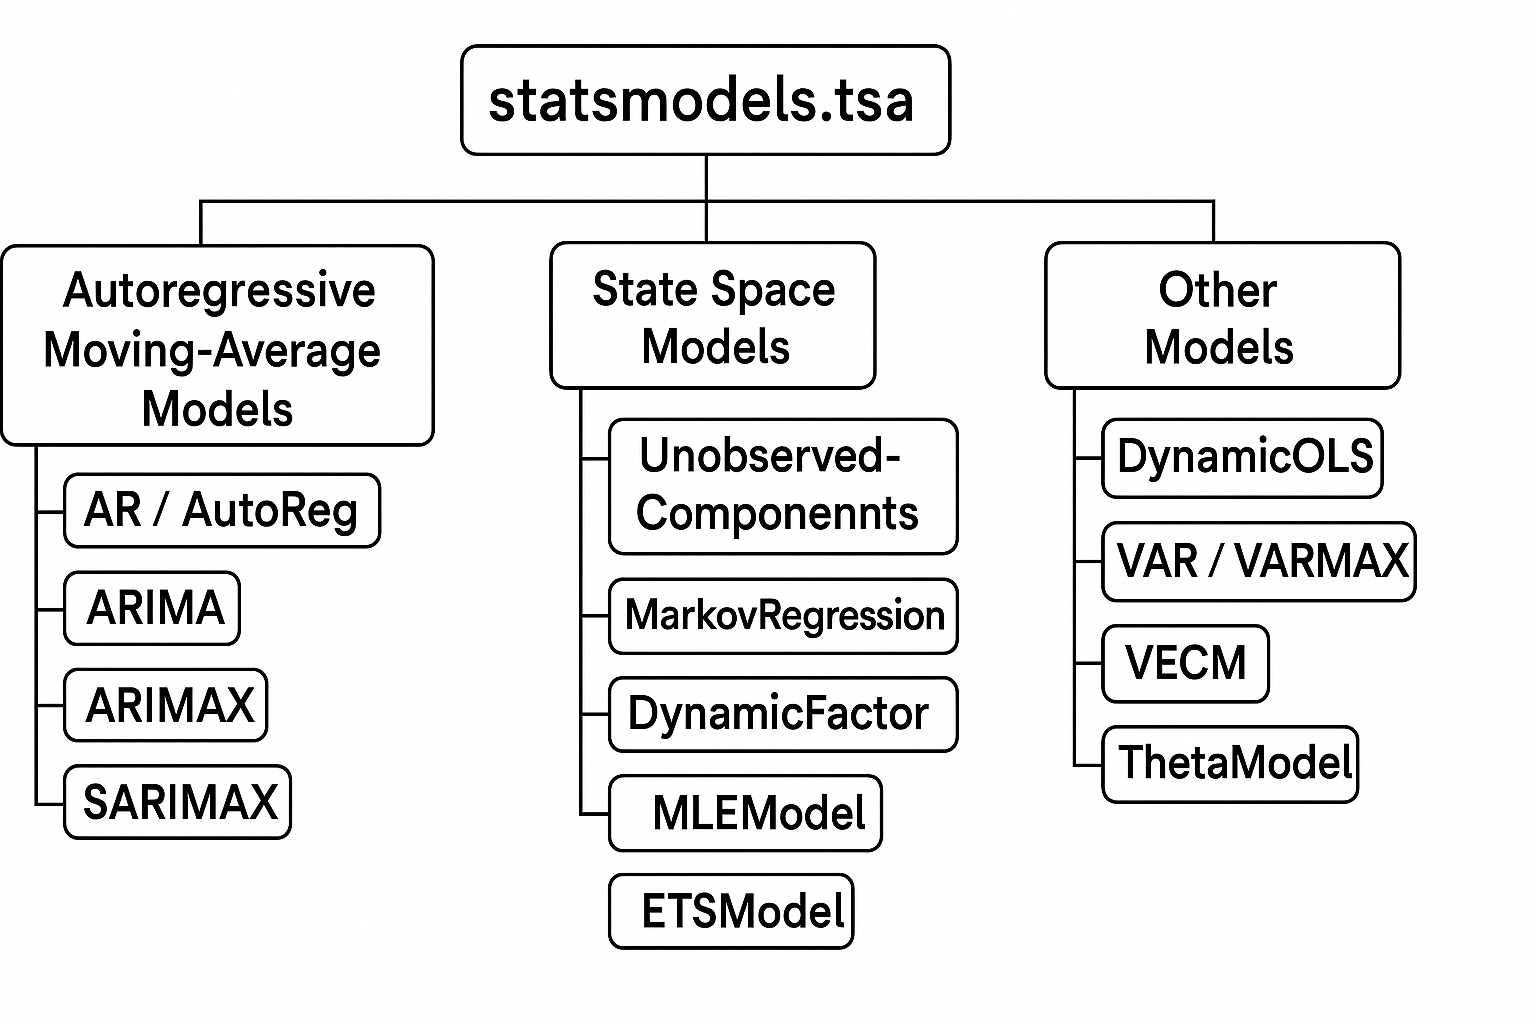 statsmodels.tsa
Autoregressive
Moving-Average
Models
AR / AutoReg
ARIMA
ARIMAX
SARIMAX
State Space
Models
Unobserved-
Componennts
MarkovRegression
DynamicFactor
MLEModel
ETSModel
Other
Models
DynamicOLS
VAR / VARMAX
VECM
ThetaModel